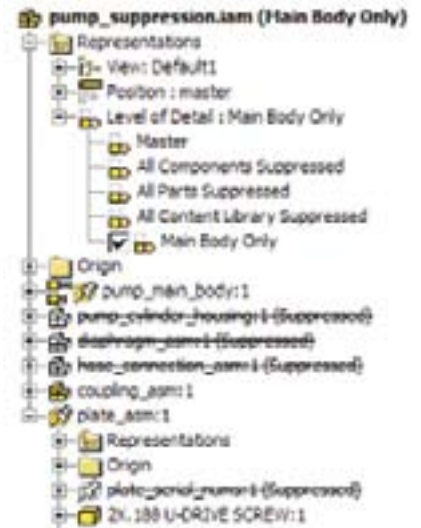 pump_suppression.iam (Main Body Only)
Representations
View: Default1
Position : master
Level of Detail : Main Body Only
Master
All Components Suppressed
All Parts Suppressed
All Content Library Suppressed
Main Body Only
Origin
pump_main_body:1
pump_cylinder_housing:1 (Suppressed)
diaphragm_asm:1 (Suppressed)
hose_connection_asm:1 (Suppressed)
coupling_asm:1
plate_asm:1
Representations
Origin
plate_serial_numor:1 (Suppressed)
2X .188 U-DRIVE SCREW:1